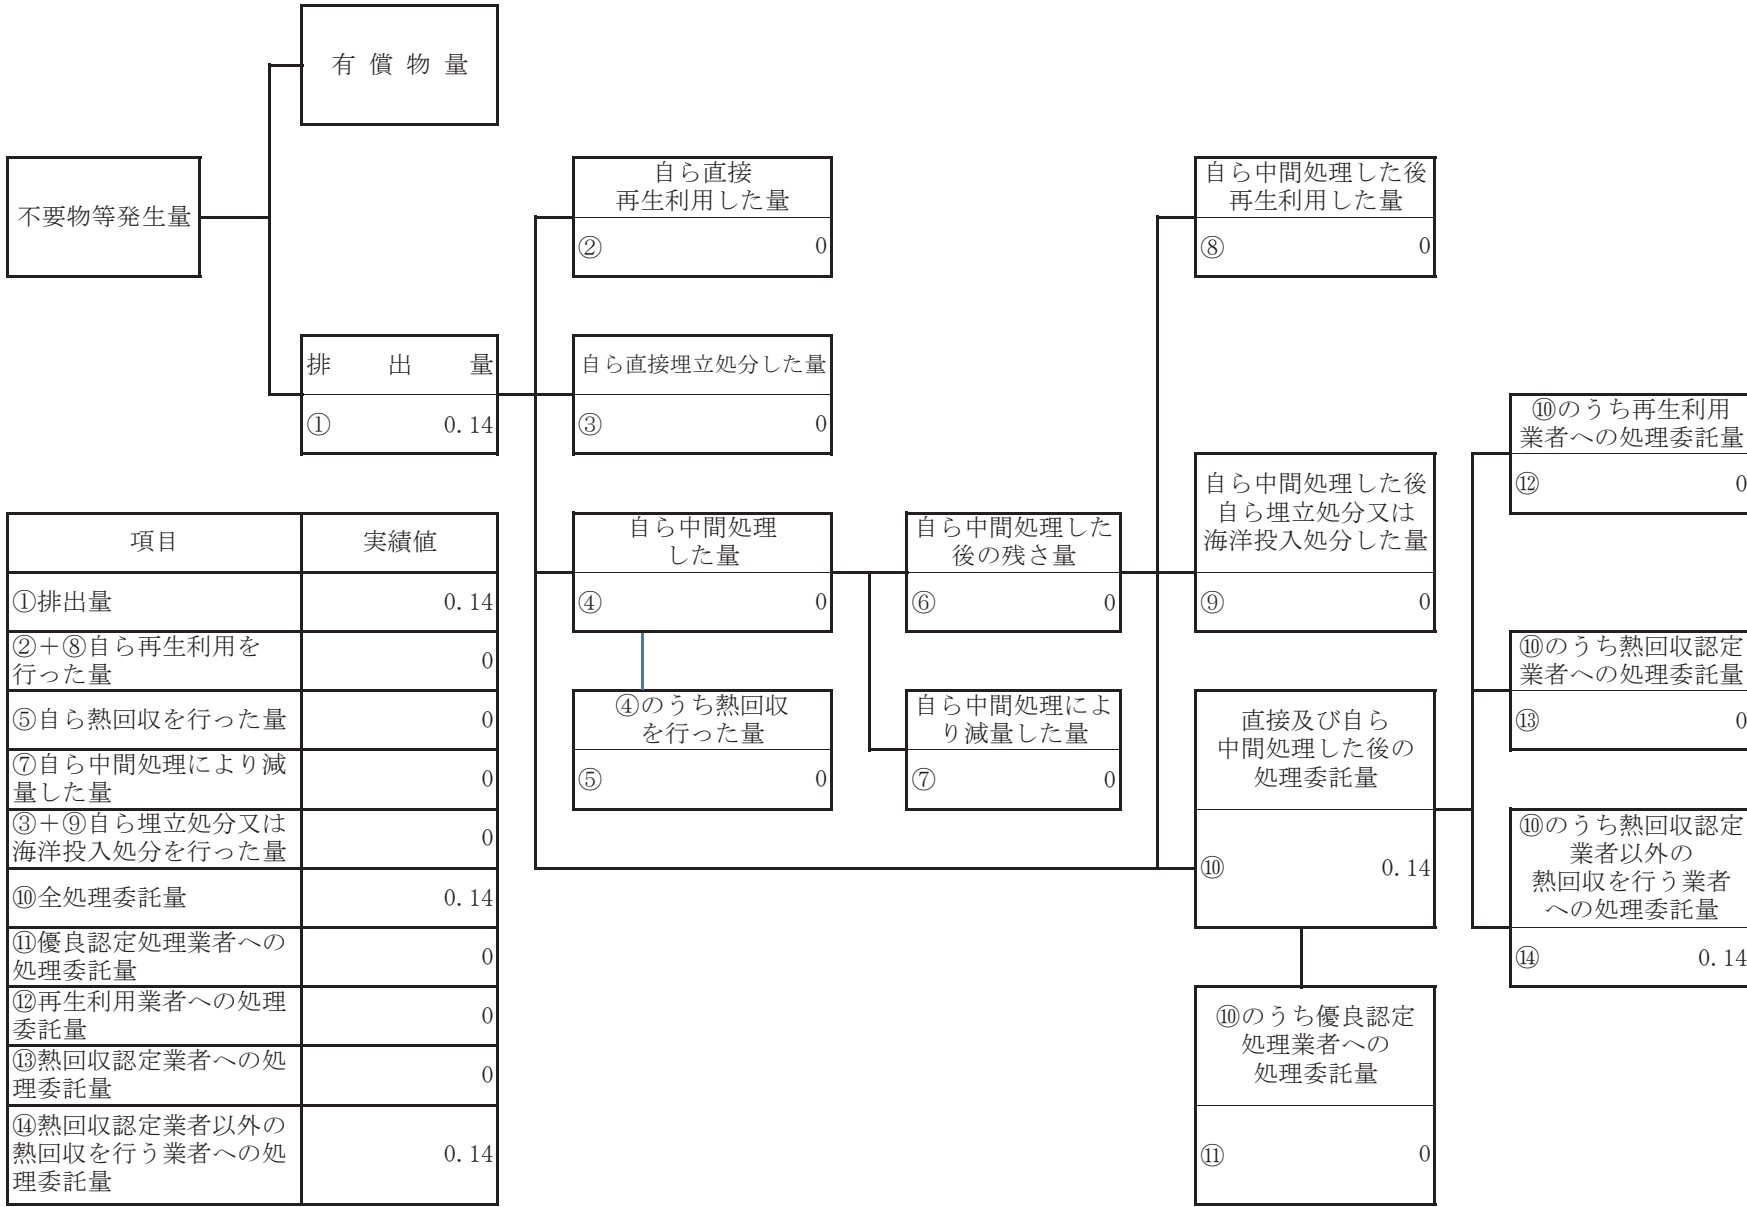 有 償 物 量
不要物等発生量
自ら直接
再生利用した量
② 0
自ら中間処理した後
再生利用した量
⑧ 0
排 出 量
① 0.14
自ら直接埋立処分した量
③ 0
⑩のうち再生利用
業者への処理委託量
⑫ 0
自ら中間処理した後
自ら埋立処分又は
海洋投入処分した量
⑨ 0
自ら中間処理
した量
④ 0
自ら中間処理した
後の残さ量
⑥ 0
⑩のうち熱回収認定
業者への処理委託量
⑬ 0
④のうち熱回収
を行った量
⑤ 0
自ら中間処理によ
り減量した量
⑦ 0
直接及び自ら
中間処理した後の
処理委託量
⑩ 0.14
⑩のうち熱回収認定
業者以外の
熱回収を行う業者
への処理委託量
⑭ 0.14
⑩のうち優良認定
処理業者への
処理委託量
⑪ 0
項目 実績値
①排出量 0.14
②＋⑧自ら再生利用を
行った量 0
⑤自ら熱回収を行った量 0
⑦自ら中間処理により減
量した量 0
③＋⑨自ら埋立処分又は
海洋投入処分を行った量 0
⑩全処理委託量 0.14
⑪優良認定処理業者への
処理委託量 0
⑫再生利用業者への処理
委託量 0
⑬熱回収認定業者への処
理委託量 0
⑭熱回収認定業者以外の
熱回収を行う業者への処
理委託量 0.14